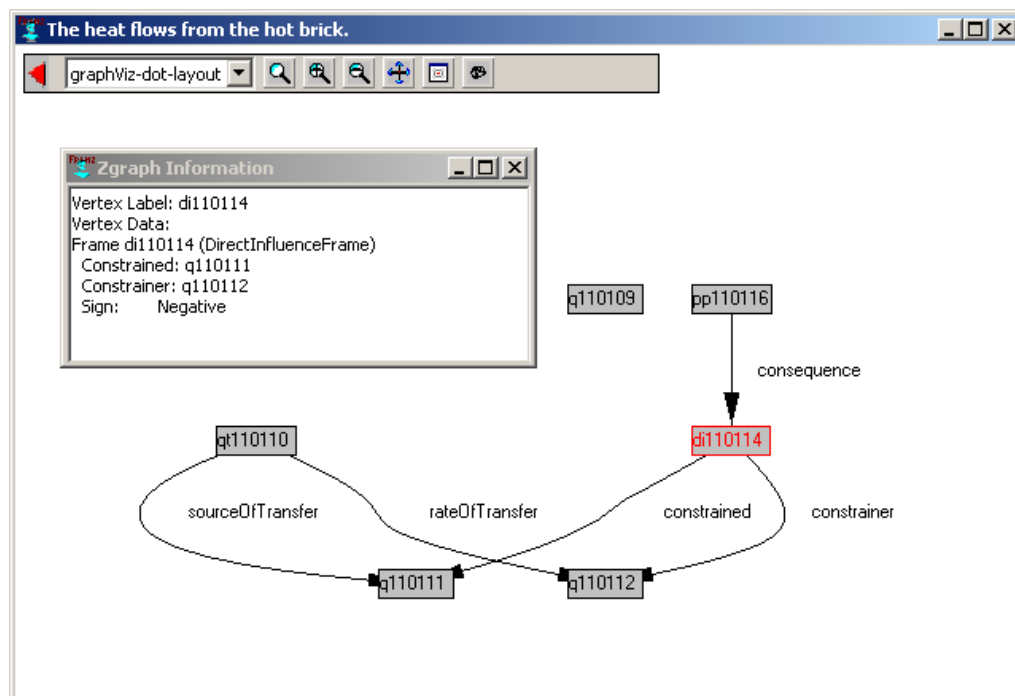 The heat flows from the hot brick.
graphViz-dot-layout
FRANZ
Zgraph Information
Vertex Label: di110114
Vertex Data:
Frame di110114 (DirectInfluenceFrame)
Constrained: q110111
Constrainer: q110112
Sign: Negative
q110109
pp110116
consequence
qt110110
di110114
sourceOfTransfer
rateOfTransfer
constrained
constrainer
q110111
q110112